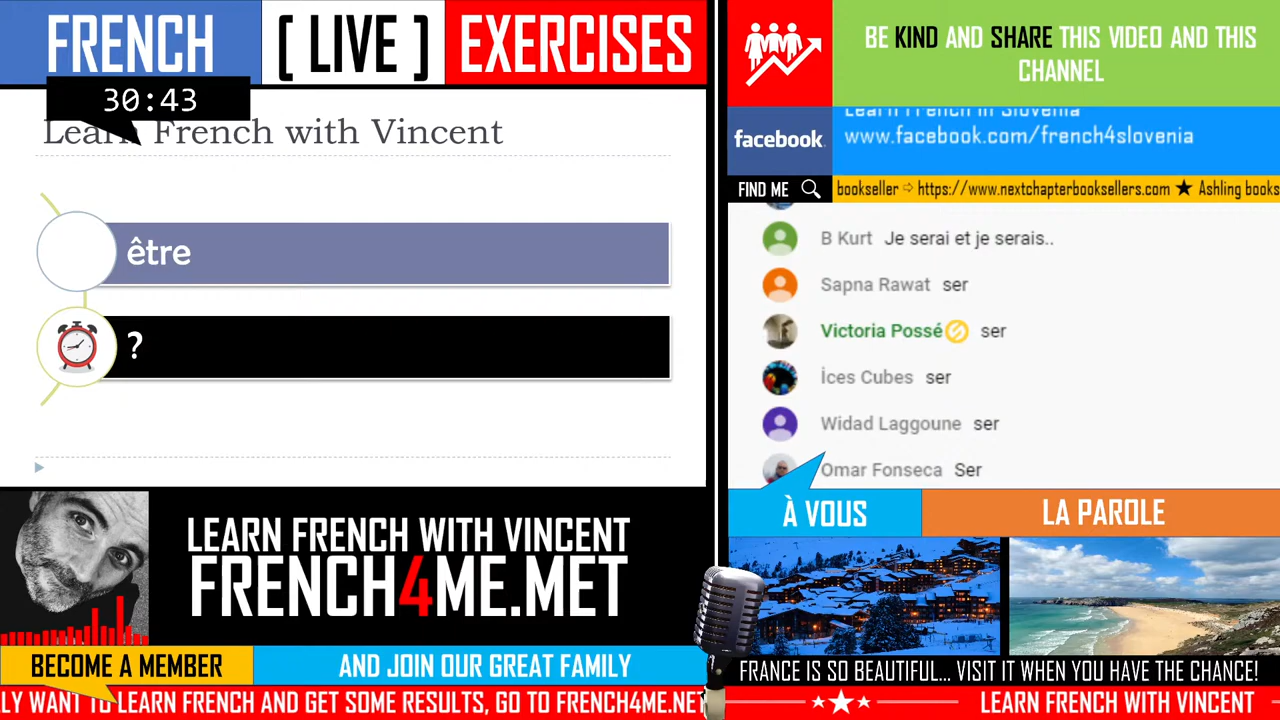 FRENCH
[ LIVE ]
EXERCISES
30:43
Learn French with Vincent
être
?
LEARN FRENCH WITH VINCENT
FRENCH4ME.MET
BECOME A MEMBER
AND JOIN OUR GREAT FAMILY
LY WANT TO LEARN FRENCH AND GET SOME RESULTS, GO TO FRENCH4ME.NET
BE KIND AND SHARE THIS VIDEO AND THIS
CHANNEL
facebook.
Learn French in Slovenia
www.facebook.com/french4slovenia
FIND ME
bookseller ⇨ https://www.nextchapterbooksellers.com ★ Ashling books
B Kurt Je serai et je serais..
Sapna Rawat ser
Victoria Possé ser
İces Cubes ser
Widad Laggoune ser
Omar Fonseca Ser
À VOUS
LA PAROLE
FRANCE IS SO BEAUTIFUL... VISIT IT WHEN YOU HAVE THE CHANCE!
LEARN FRENCH WITH VINCENT